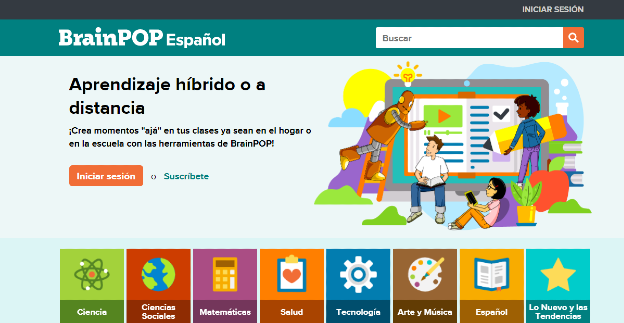 INICIAR SESIÓN
BrainPOP Español
Buscar
Aprendizaje híbrido o a
distancia
¡Crea momentos "ajá" en tus clases ya sean en el hogar o
en la escuela con las herramientas de BrainPOP!
Iniciar sesión o Suscríbete
Ciencia
Ciencias
Sociales
Matemáticas
Salud
Tecnología
Arte y Música
Español
Lo Nuevo y las
Tendencias